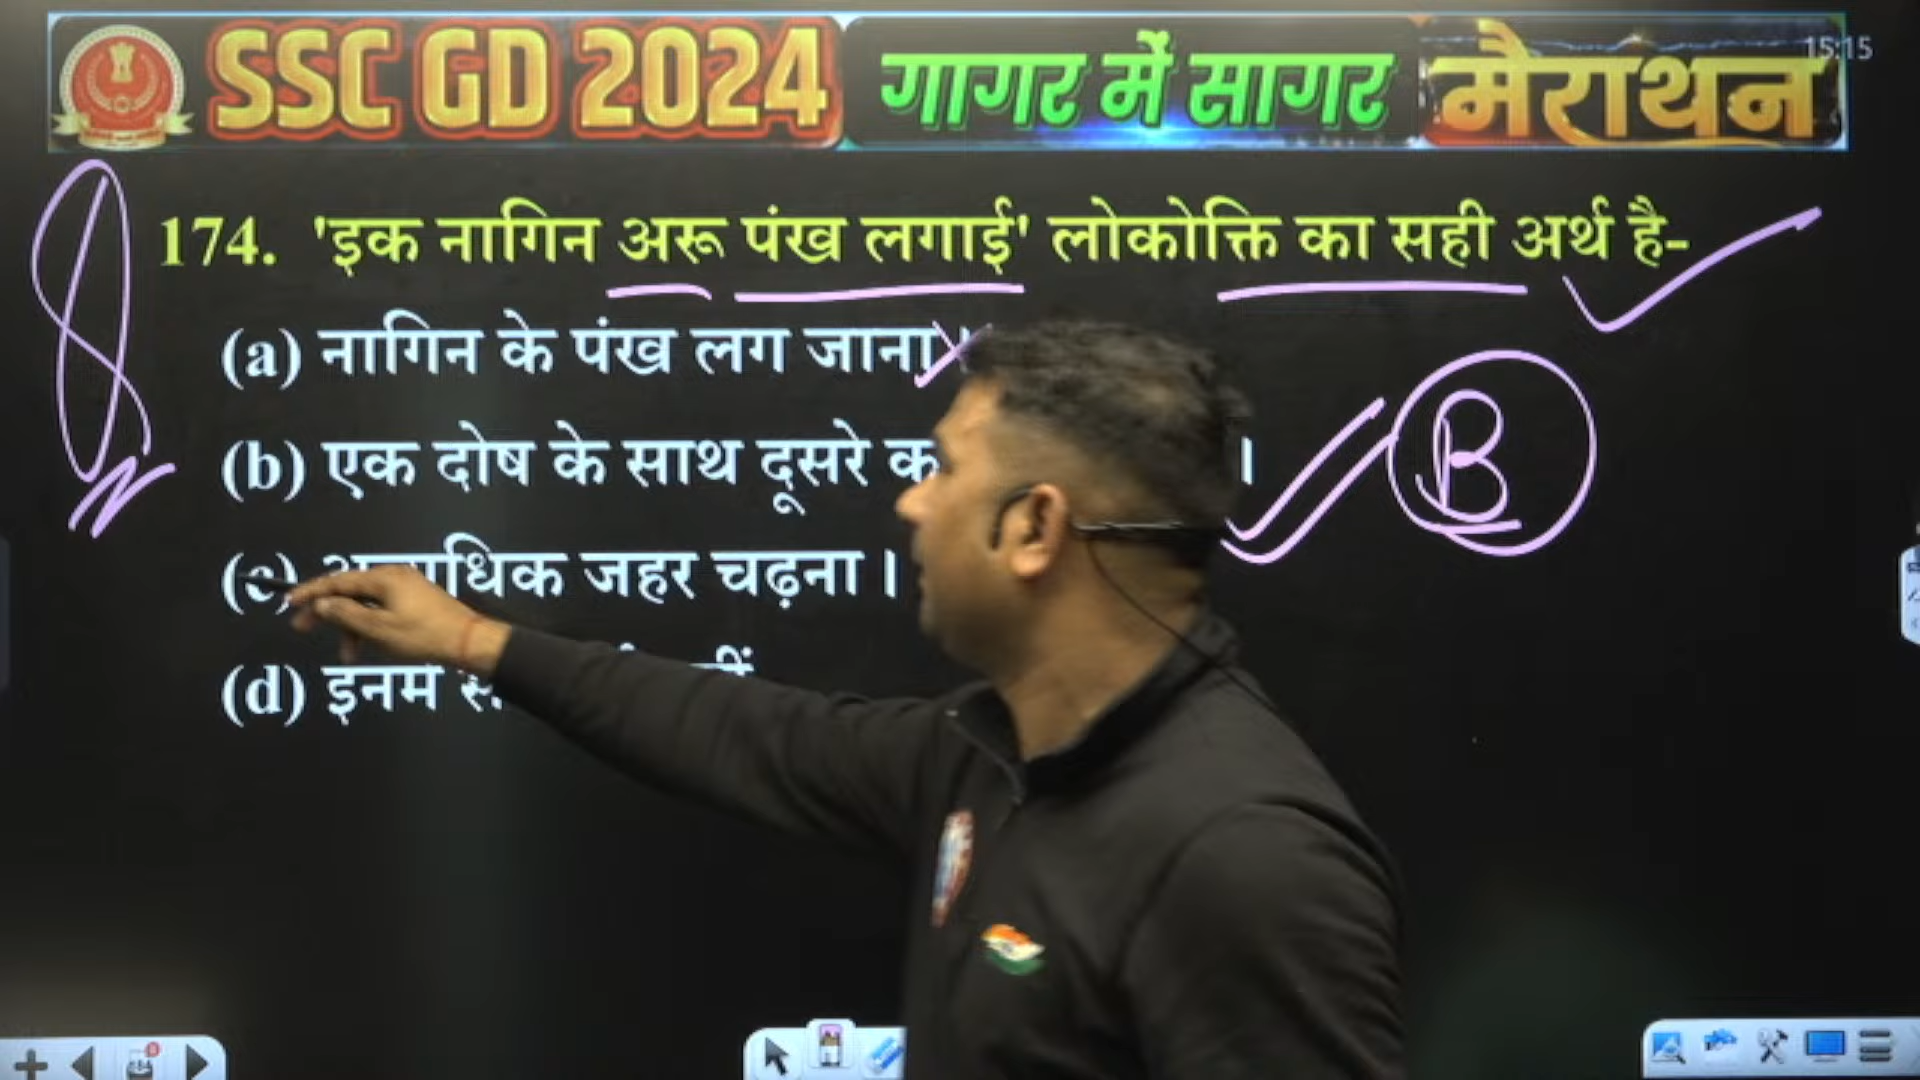 SSC GD 2024 गागर में सागर मैराथन
15:15
174. 'इक नागिन अरू पंख लगाई' लोकोक्ति का सही अर्थ है-
(a) नागिन के पंख लग जाना।
(b) एक दोष के साथ दूसरे
B
(c) जहर चढ़ना।
(d)